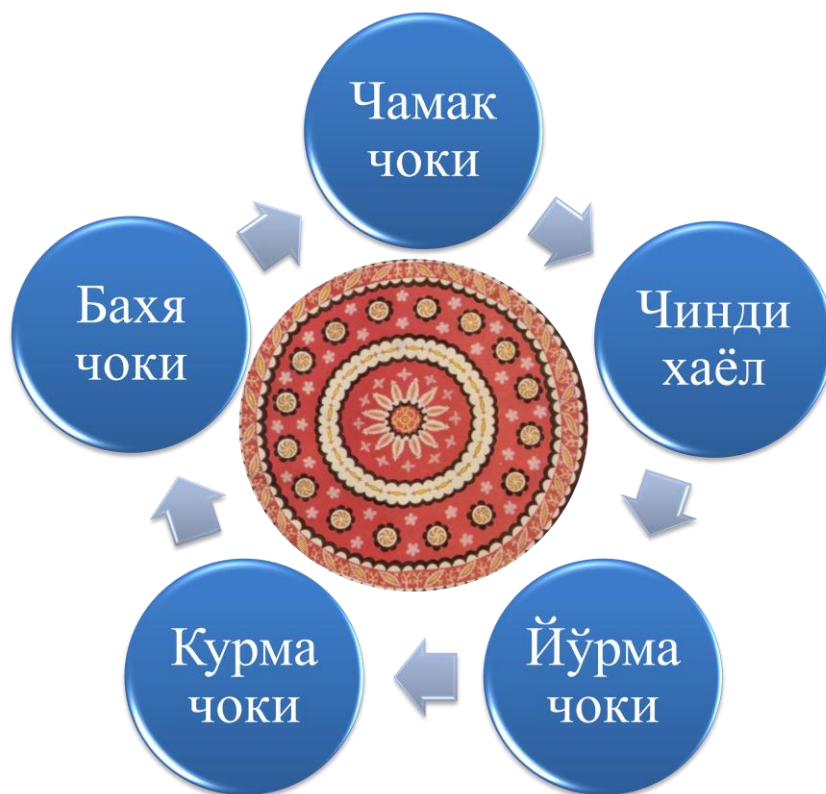 Чамак
чоки
Чинди
хаёл
Йўрма
чоки
Курма
чоки
Бахя
чоки